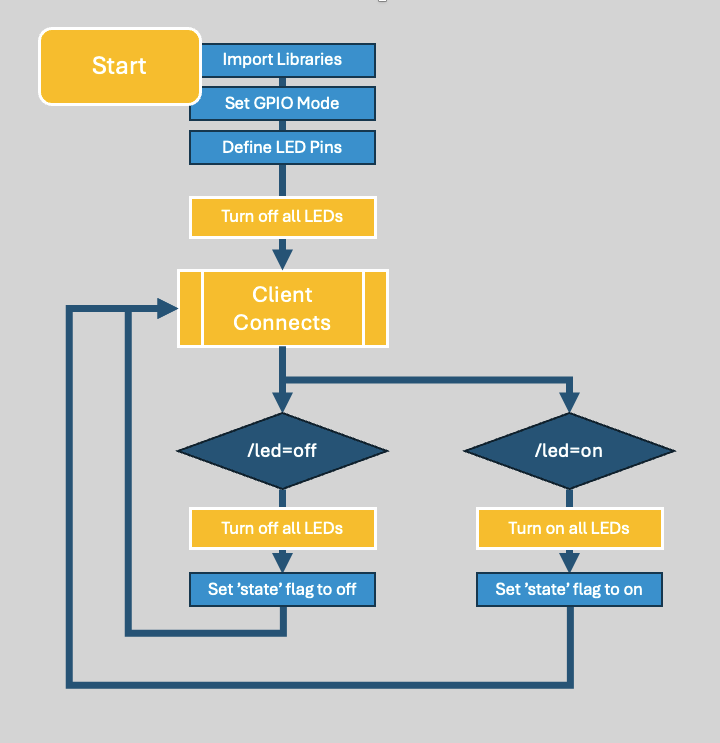 Start
Import Libraries
Set GPIO Mode
Define LED Pins
Turn off all LEDs
Client
Connects
/led=off
/led=on
Turn off all LEDs
Turn on all LEDs
Set ’state’ flag to off
Set ’state’ flag to on